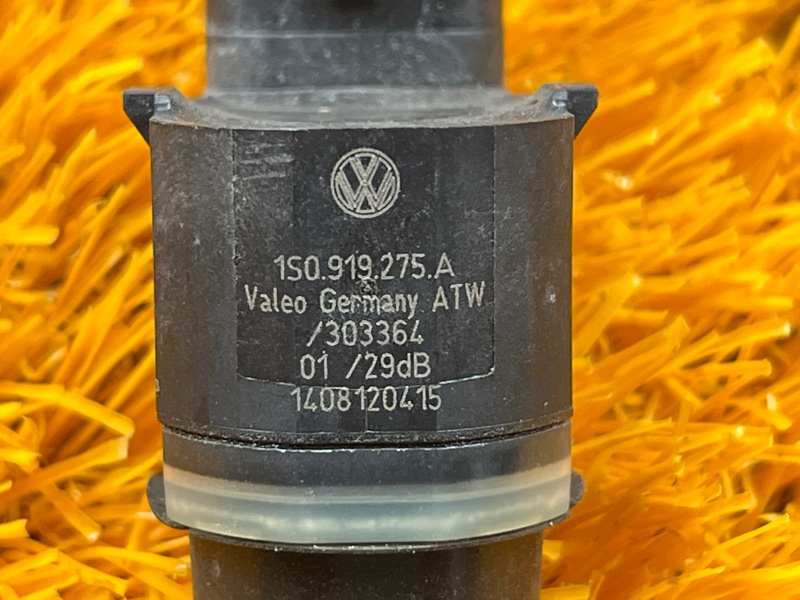 1S0.919.275.A
Valeo Germany ATW
/303364
01 /29dB
1408120415